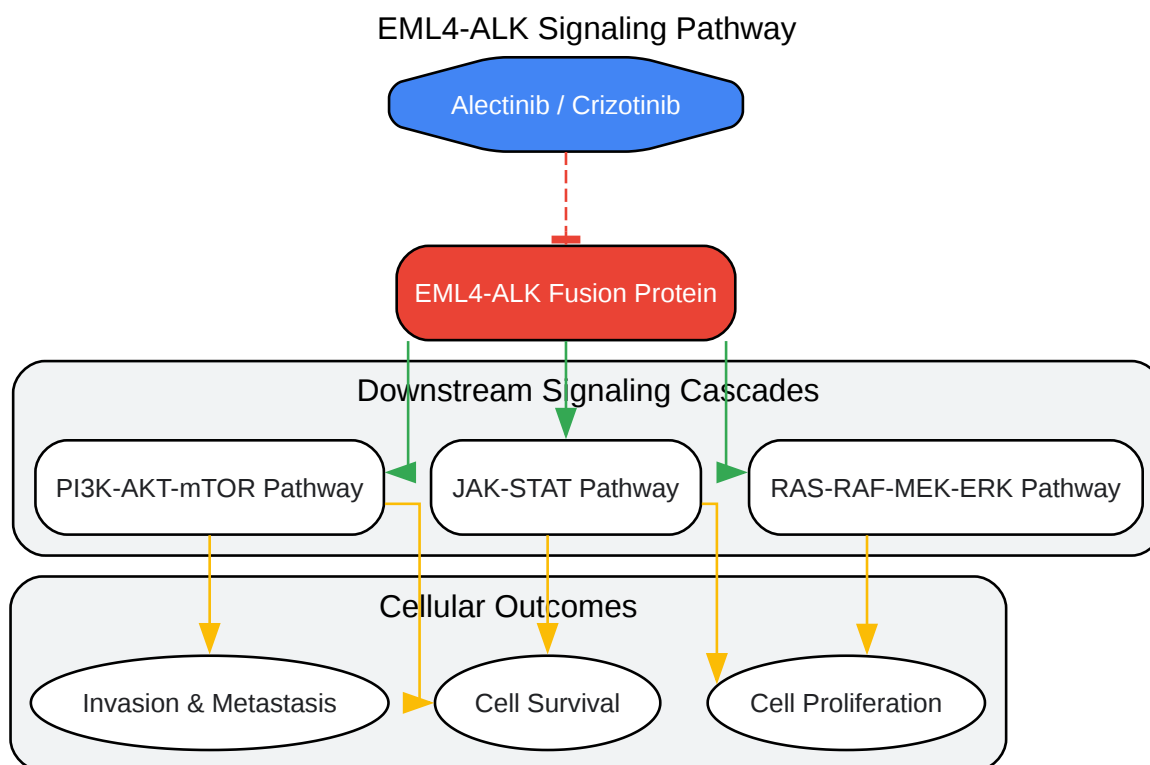 EML4-ALK Signaling Pathway
Alectinib / Crizotinib
EML4-ALK Fusion Protein
Downstream Signaling Cascades
PI3K-AKT-mTOR Pathway
JAK-STAT Pathway
RAS-RAF-MEK-ERK Pathway
Cellular Outcomes
Invasion & Metastasis
Cell Survival
Cell Proliferation